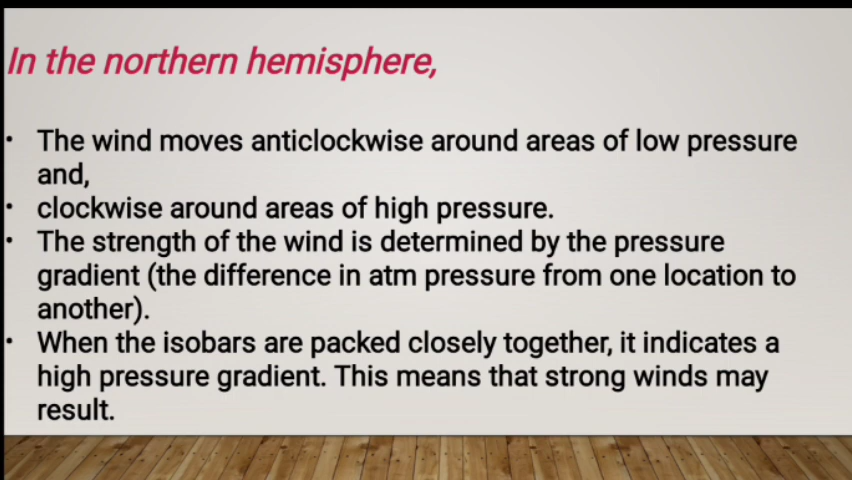 In the northern hemisphere,
• The wind moves anticlockwise around areas of low pressure
and,
• clockwise around areas of high pressure.
• The strength of the wind is determined by the pressure
gradient (the difference in atm pressure from one location to
another).
• When the isobars are packed closely together, it indicates a
high pressure gradient. This means that strong winds may
result.